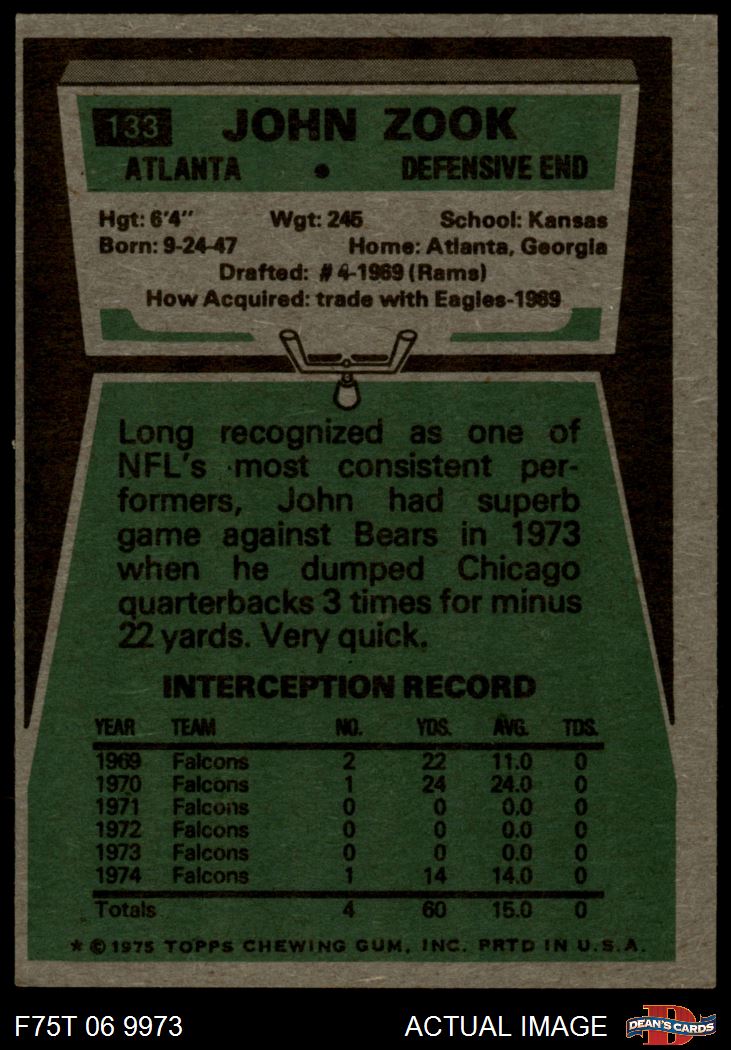 133 JOHN ZOOK
ATLANTA • DEFENSIVE END
Hgt: 6'4" Wgt: 245 School: Kansas
Born: 9-24-47 Home: Atlanta, Georgia
Drafted: #4-1969 (Rams)
How Acquired: trade with Eagles-1969
Long recognized as one of
NFL's most consistent per-
formers, John had superb
game against Bears in 1973
when he dumped Chicago
quarterbacks 3 times for minus
22 yards. Very quick.
INTERCEPTION RECORD
YEAR TEAM NO. YDS. AVG. TDS.
1969 Falcons 2 22 11.0 0
1970 Falcons 1 24 24.0 0
1971 Falcons 0 0 0.0 0
1972 Falcons 0 0 0.0 0
1973 Falcons 0 0 0.0 0
1974 Falcons 1 14 14.0 0
Totals 4 60 15.0 0
* © 1975 TOPPS CHEWING GUM, INC. PRTD IN U.S.A.
F75T 06 9973 ACTUAL IMAGE D DEAN'S CARDS